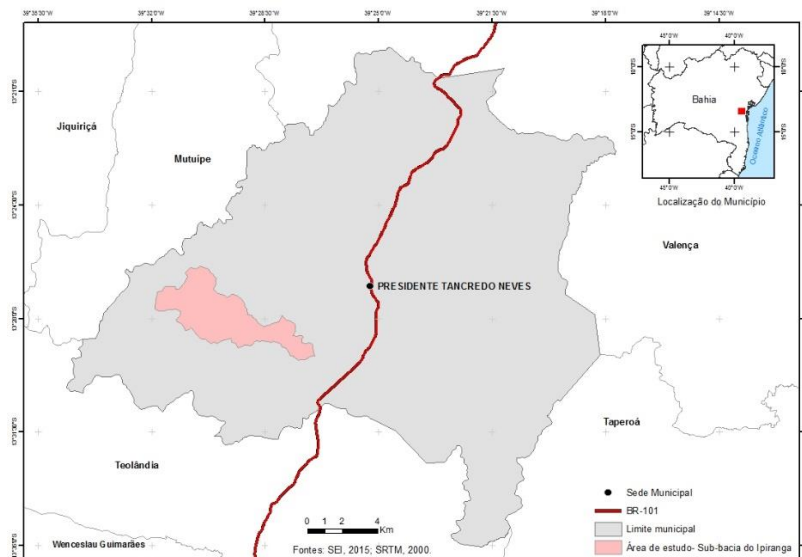 39°32'0"O
39°28'30"O
39°25'0"O
39°21'30"O
39°18'0"O
39°14'30"O
Jiquiriçá
Mutuípe
Bahia
Oceano Atlântico
Localização do Município
Valença
PRESIDENTE TANCREDO NEVES
Taperoá
Teolândia
Wenceslau Guimarães
0 1 2 4
Km
Fontes: SEI, 2015; SRTM, 2000.
Sede Municipal
BR-101
Limite municipal
Área de estudo- Sub-bacia do Ipiranga